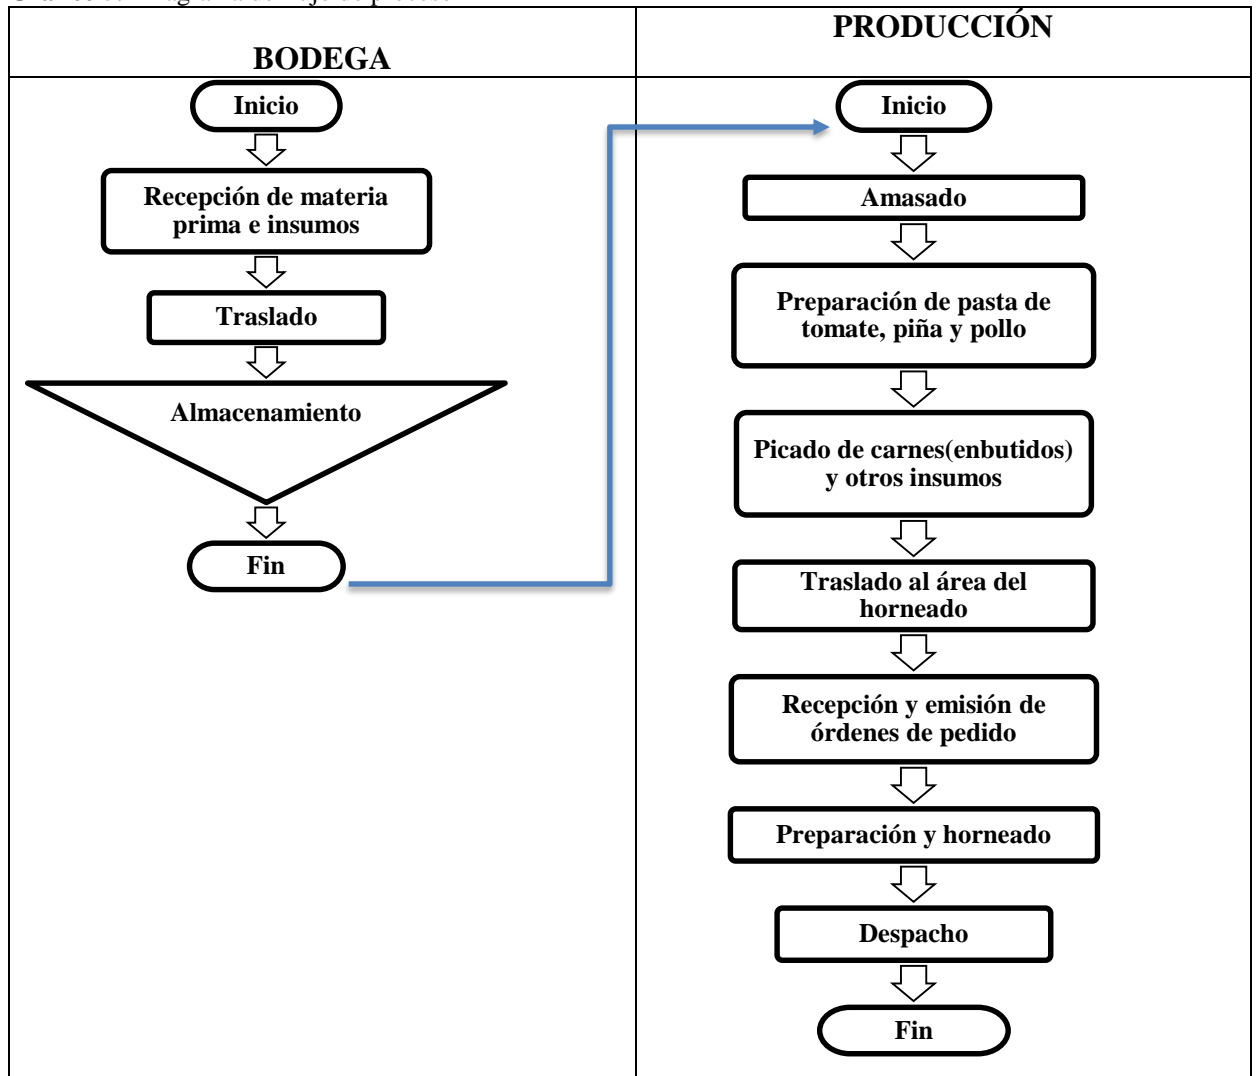 BODEGA
PRODUCCIÓN
Inicio
Recepción de materia
prima e insumos
Traslado
Almacenamiento
Fin
Inicio
Amasado
Preparación de pasta de
tomate, piña y pollo
Picado de carnes(enbutidos)
y otros insumos
Traslado al área del
horneado
Recepción y emisión de
órdenes de pedido
Preparación y horneado
Despacho
Fin